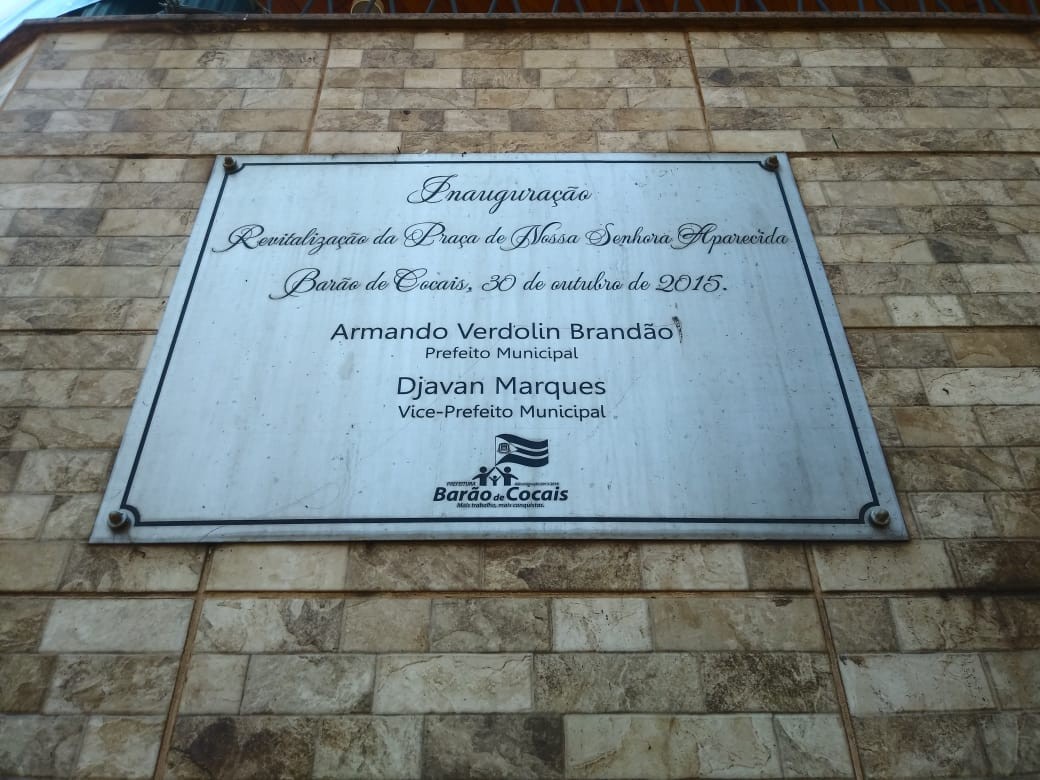 Inauguração
Revitalização da Praça de Nossa Senhora Aparecida
Barão de Cocais, 30 de outubro de 2015.
Armando Verdolin Brandão
Prefeito Municipal
Djavan Marques
Vice-Prefeito Municipal
PREFEITURA
Barão de Cocais
Mais trabalho, mais conquistas.